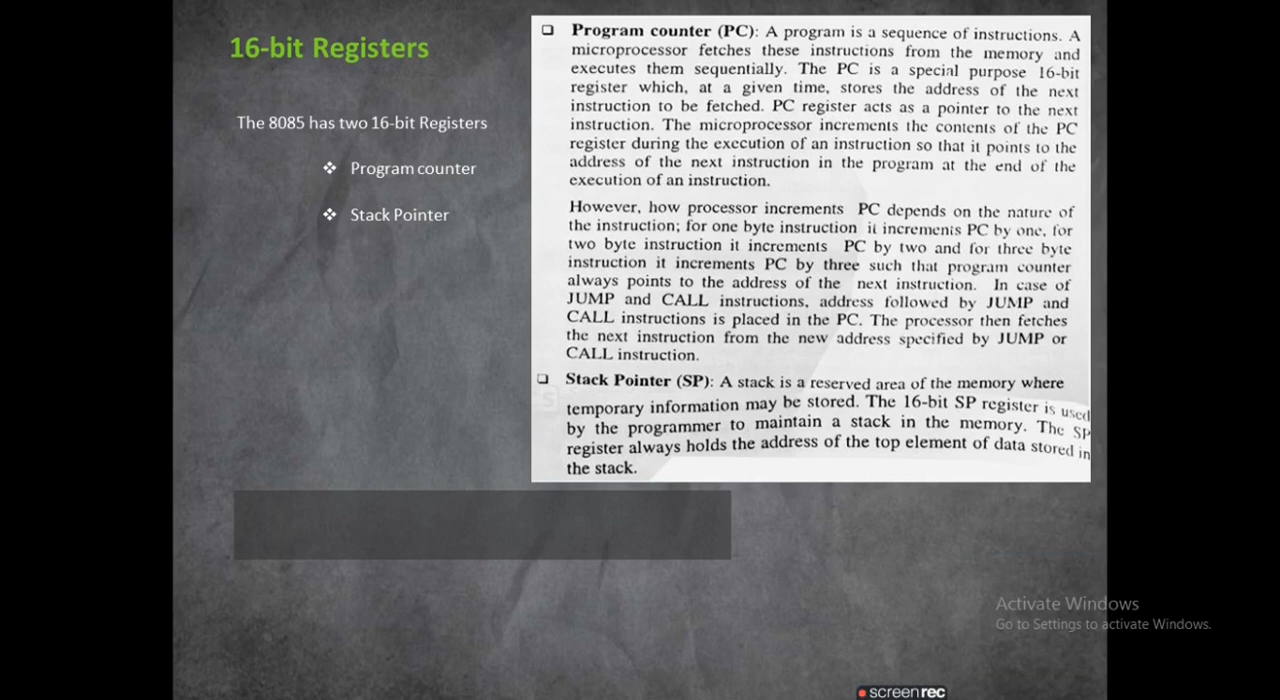 16-bit Registers
The 8085 has two 16-bit Registers
❖ Program counter
❖ Stack Pointer
❑ Program counter (PC): A program is a sequence of instructions. A
microprocessor fetches these instructions from the memory and
executes them sequentially. The PC is a special purpose 16-bit
register which, at a given time, stores the address of the next
instruction to be fetched. PC register acts as a pointer to the next
instruction. The microprocessor increments the contents of the PC
register during the execution of an instruction so that it points to the
address of the next instruction in the program at the end of the
execution of an instruction.
However, how processor increments PC depends on the nature of
the instruction; for one byte instruction it increments PC by one, for
two byte instruction it increments PC by two and for three byte
instruction it increments PC by three such that program counter
always points to the address of the next instruction. In case of
JUMP and CALL instructions, address followed by JUMP and
CALL instructions is placed in the PC. The processor then fetches
the next instruction from the new address specified by JUMP or
CALL instruction.
❑ Stack Pointer (SP): A stack is a reserved area of the memory where
temporary information may be stored. The 16-bit SP register is used
by the programmer to maintain a stack in the memory. The SP
register always holds the address of the top element of data stored in
the stack.
Activate Windows
Go to Settings to activate Windows.
screenrec